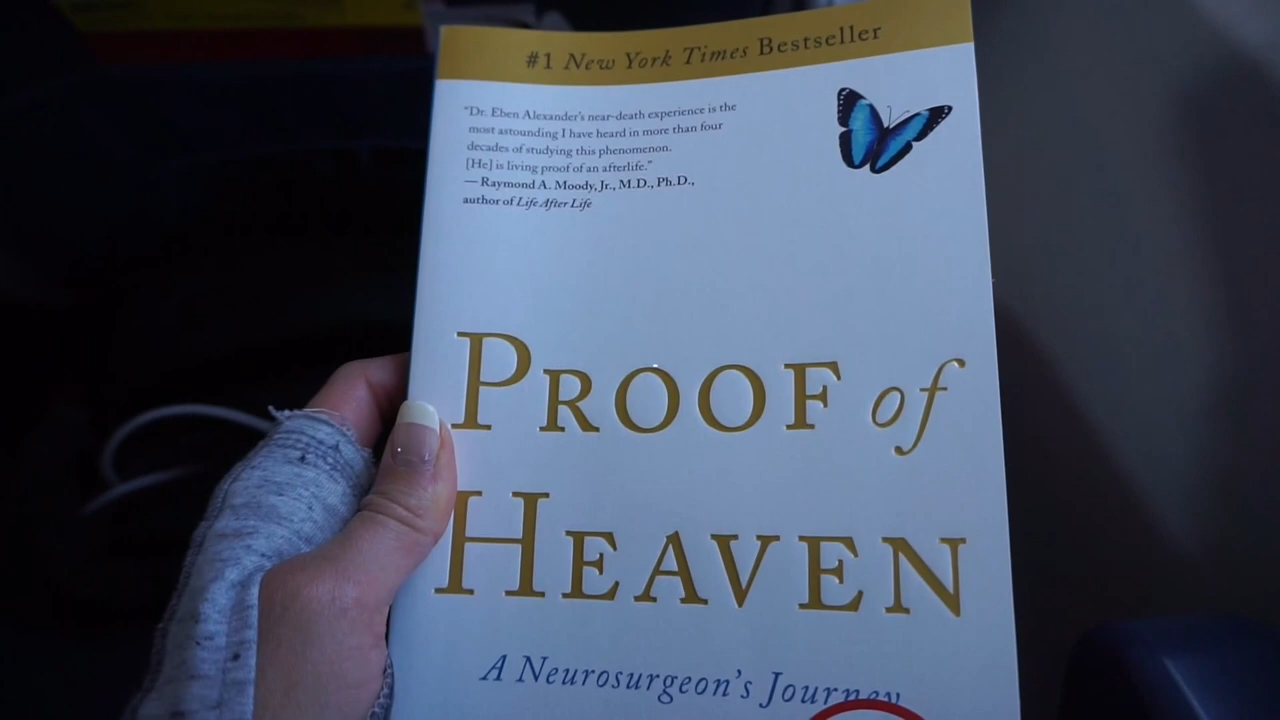 #1 New York Times Bestseller
"Dr. Eben Alexander's near-death experience is the
most astounding I have heard in more than four
decades of studying this phenomenon.
[He] is living proof of an afterlife."
— Raymond A. Moody, Jr., M.D., Ph.D.,
author of Life After Life
PROOF of
HEAVEN
A Neurosurgeon's Journey